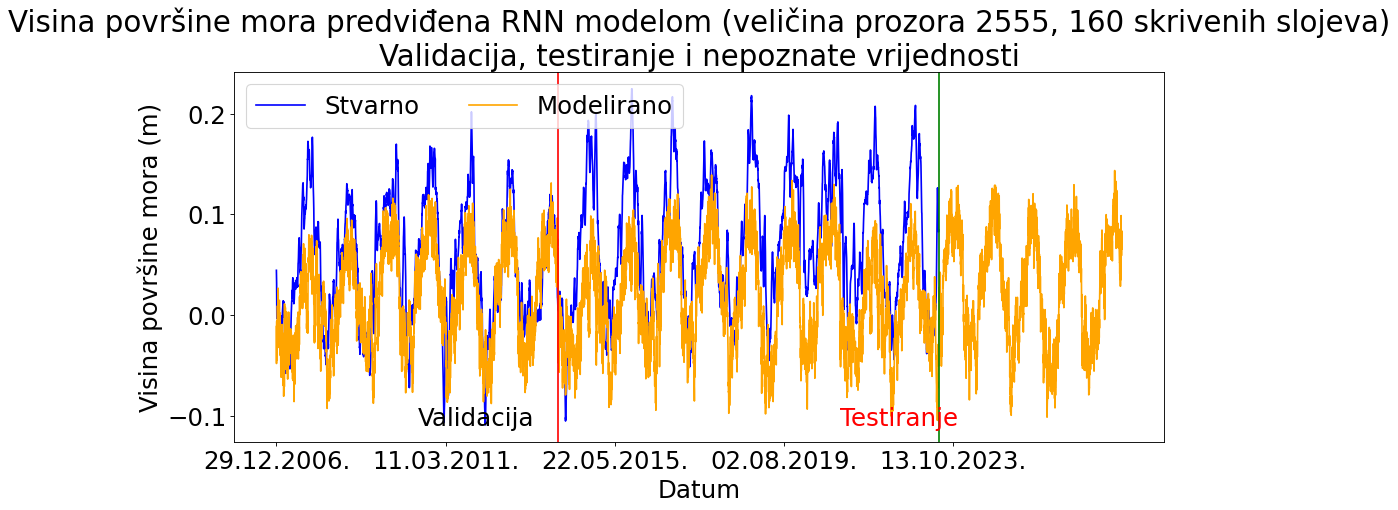 Visina površine mora predviđena RNN modelom (veličina prozora 2555, 160 skrivenih slojeva)
Validacija, testiranje i nepoznate vrijednosti
Stvarno
Modelirano
Visina površine mora (m)
0.2
0.1
0.0
−0.1
Validacija
Testiranje
29.12.2006.
11.03.2011.
22.05.2015.
02.08.2019.
13.10.2023.
Datum